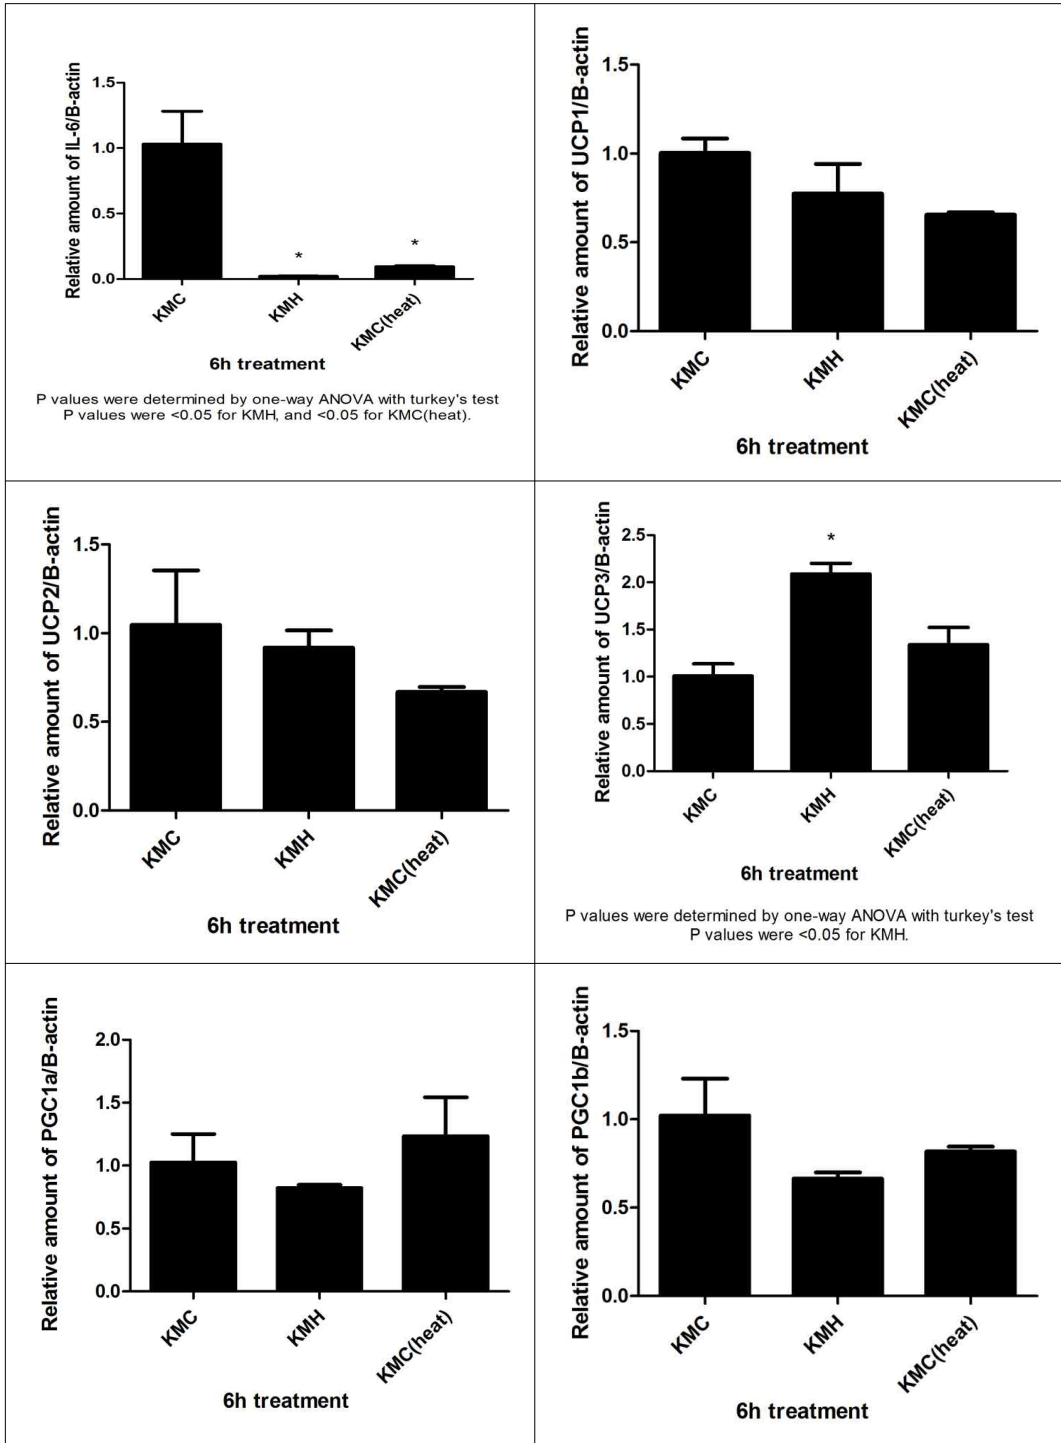 Relative amount of IL-6/B-actin
1.5
1.0
0.5
0.0
*
*
KMC
KMH
KMC(heat)
6h treatment
P values were determined by one-way ANOVA with turkey's test
P values were <0.05 for KMH, and <0.05 for KMC(heat).
Relative amount of UCP1/B-actin
1.5
1.0
0.5
0.0
KMC
KMH
KMC(heat)
6h treatment
Relative amount of UCP2/B-actin
1.5
1.0
0.5
0.0
KMC
KMH
KMC(heat)
6h treatment
Relative amount of UCP3/B-actin
2.5
2.0
1.5
1.0
0.5
0.0
*
KMC
KMH
KMC(heat)
6h treatment
P values were determined by one-way ANOVA with turkey's test
P values were <0.05 for KMH.
Relative amount of PGC1a/B-actin
2.0
1.5
1.0
0.5
0.0
KMC
KMH
KMC(heat)
6h treatment
Relative amount of PGC1b/B-actin
1.5
1.0
0.5
0.0
KMC
KMH
KMC(heat)
6h treatment